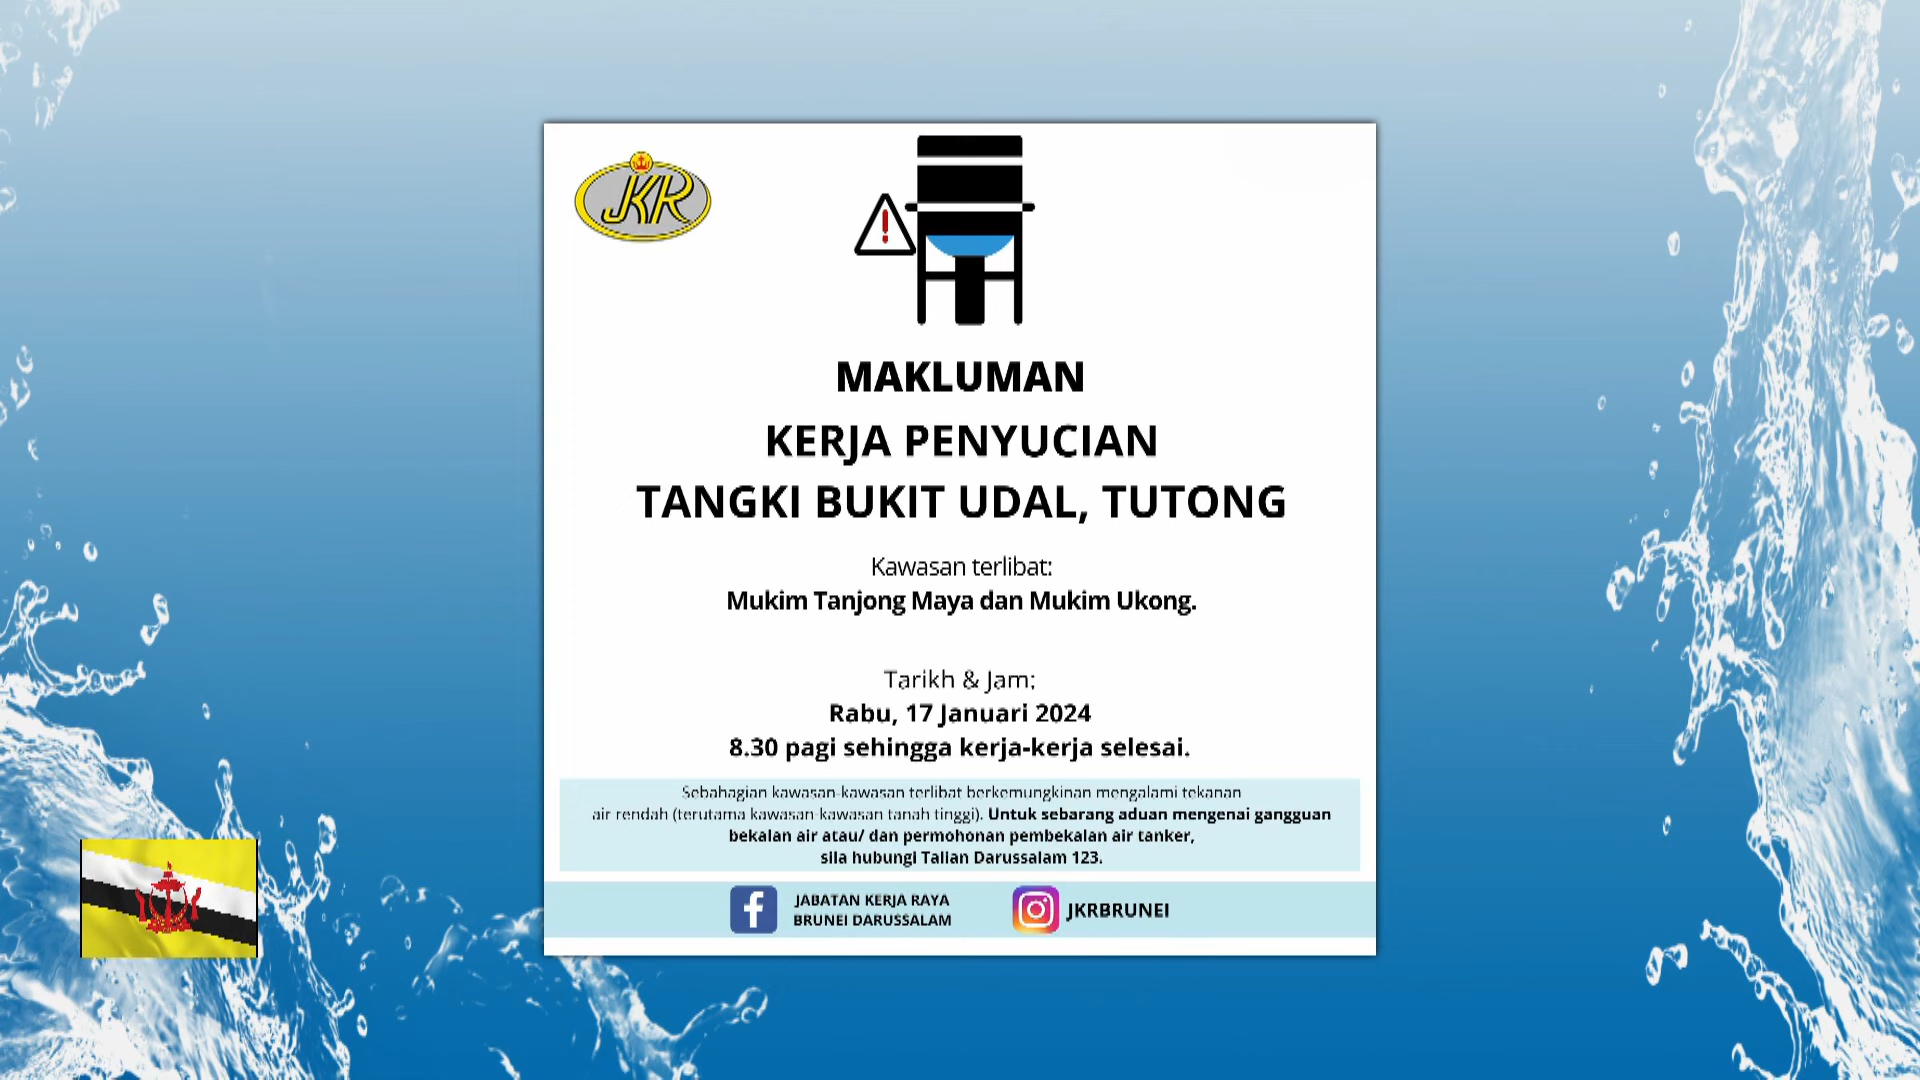 JKR
MAKLUMAN
KERJA PENYUCIAN
TANGKI BUKIT UDAL, TUTONG
Kawasan terlibat:
Mukim Tanjong Maya dan Mukim Ukong.
Tarikh & Jam:
Rabu, 17 Januari 2024
8.30 pagi sehingga kerja-kerja selesai.
Sebahagian kawasan-kawasan terlibat berkemungkinan mengalami tekanan
air rendah (terutama kawasan-kawasan tanah tinggi). Untuk sebarang aduan mengenai gangguan
bekalan air atau/ dan permohonan pembekalan air tanker,
sila hubungi Talian Darussalam 123.
JABATAN KERJA RAYA
BRUNEI DARUSSALAM
JKRBRUNEI